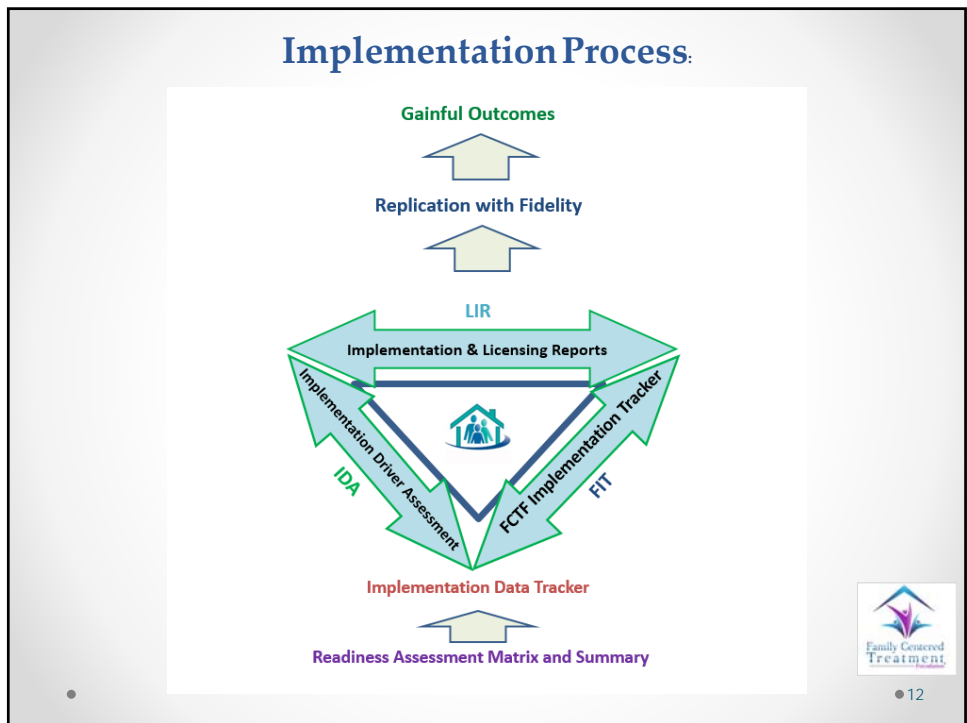 Implementation Process:
Gainful Outcomes
Replication with Fidelity
LIR
Implementation & Licensing Reports
Implementation Driver Assessment
IDA
FCTF Implementation Tracker
FIT
Implementation Data Tracker
Readiness Assessment Matrix and Summary
Family Centered
Treatment
Foundation
12